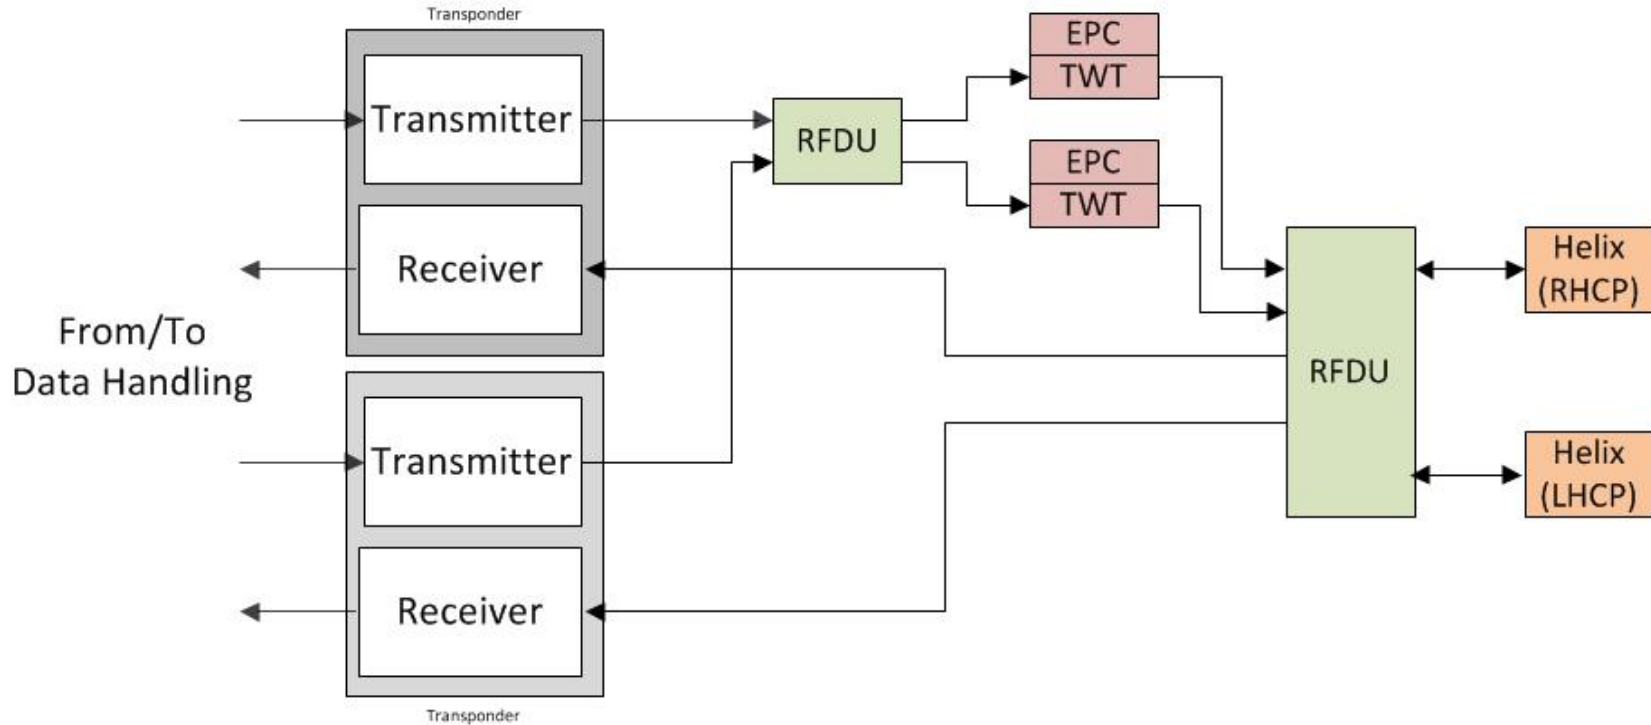 Transponder
Transmitter
Receiver
From/To
Data Handling
Transmitter
Receiver
Transponder
RFDU
EPC
TWT
EPC
TWT
RFDU
Helix
(RHCP)
Helix
(LHCP)